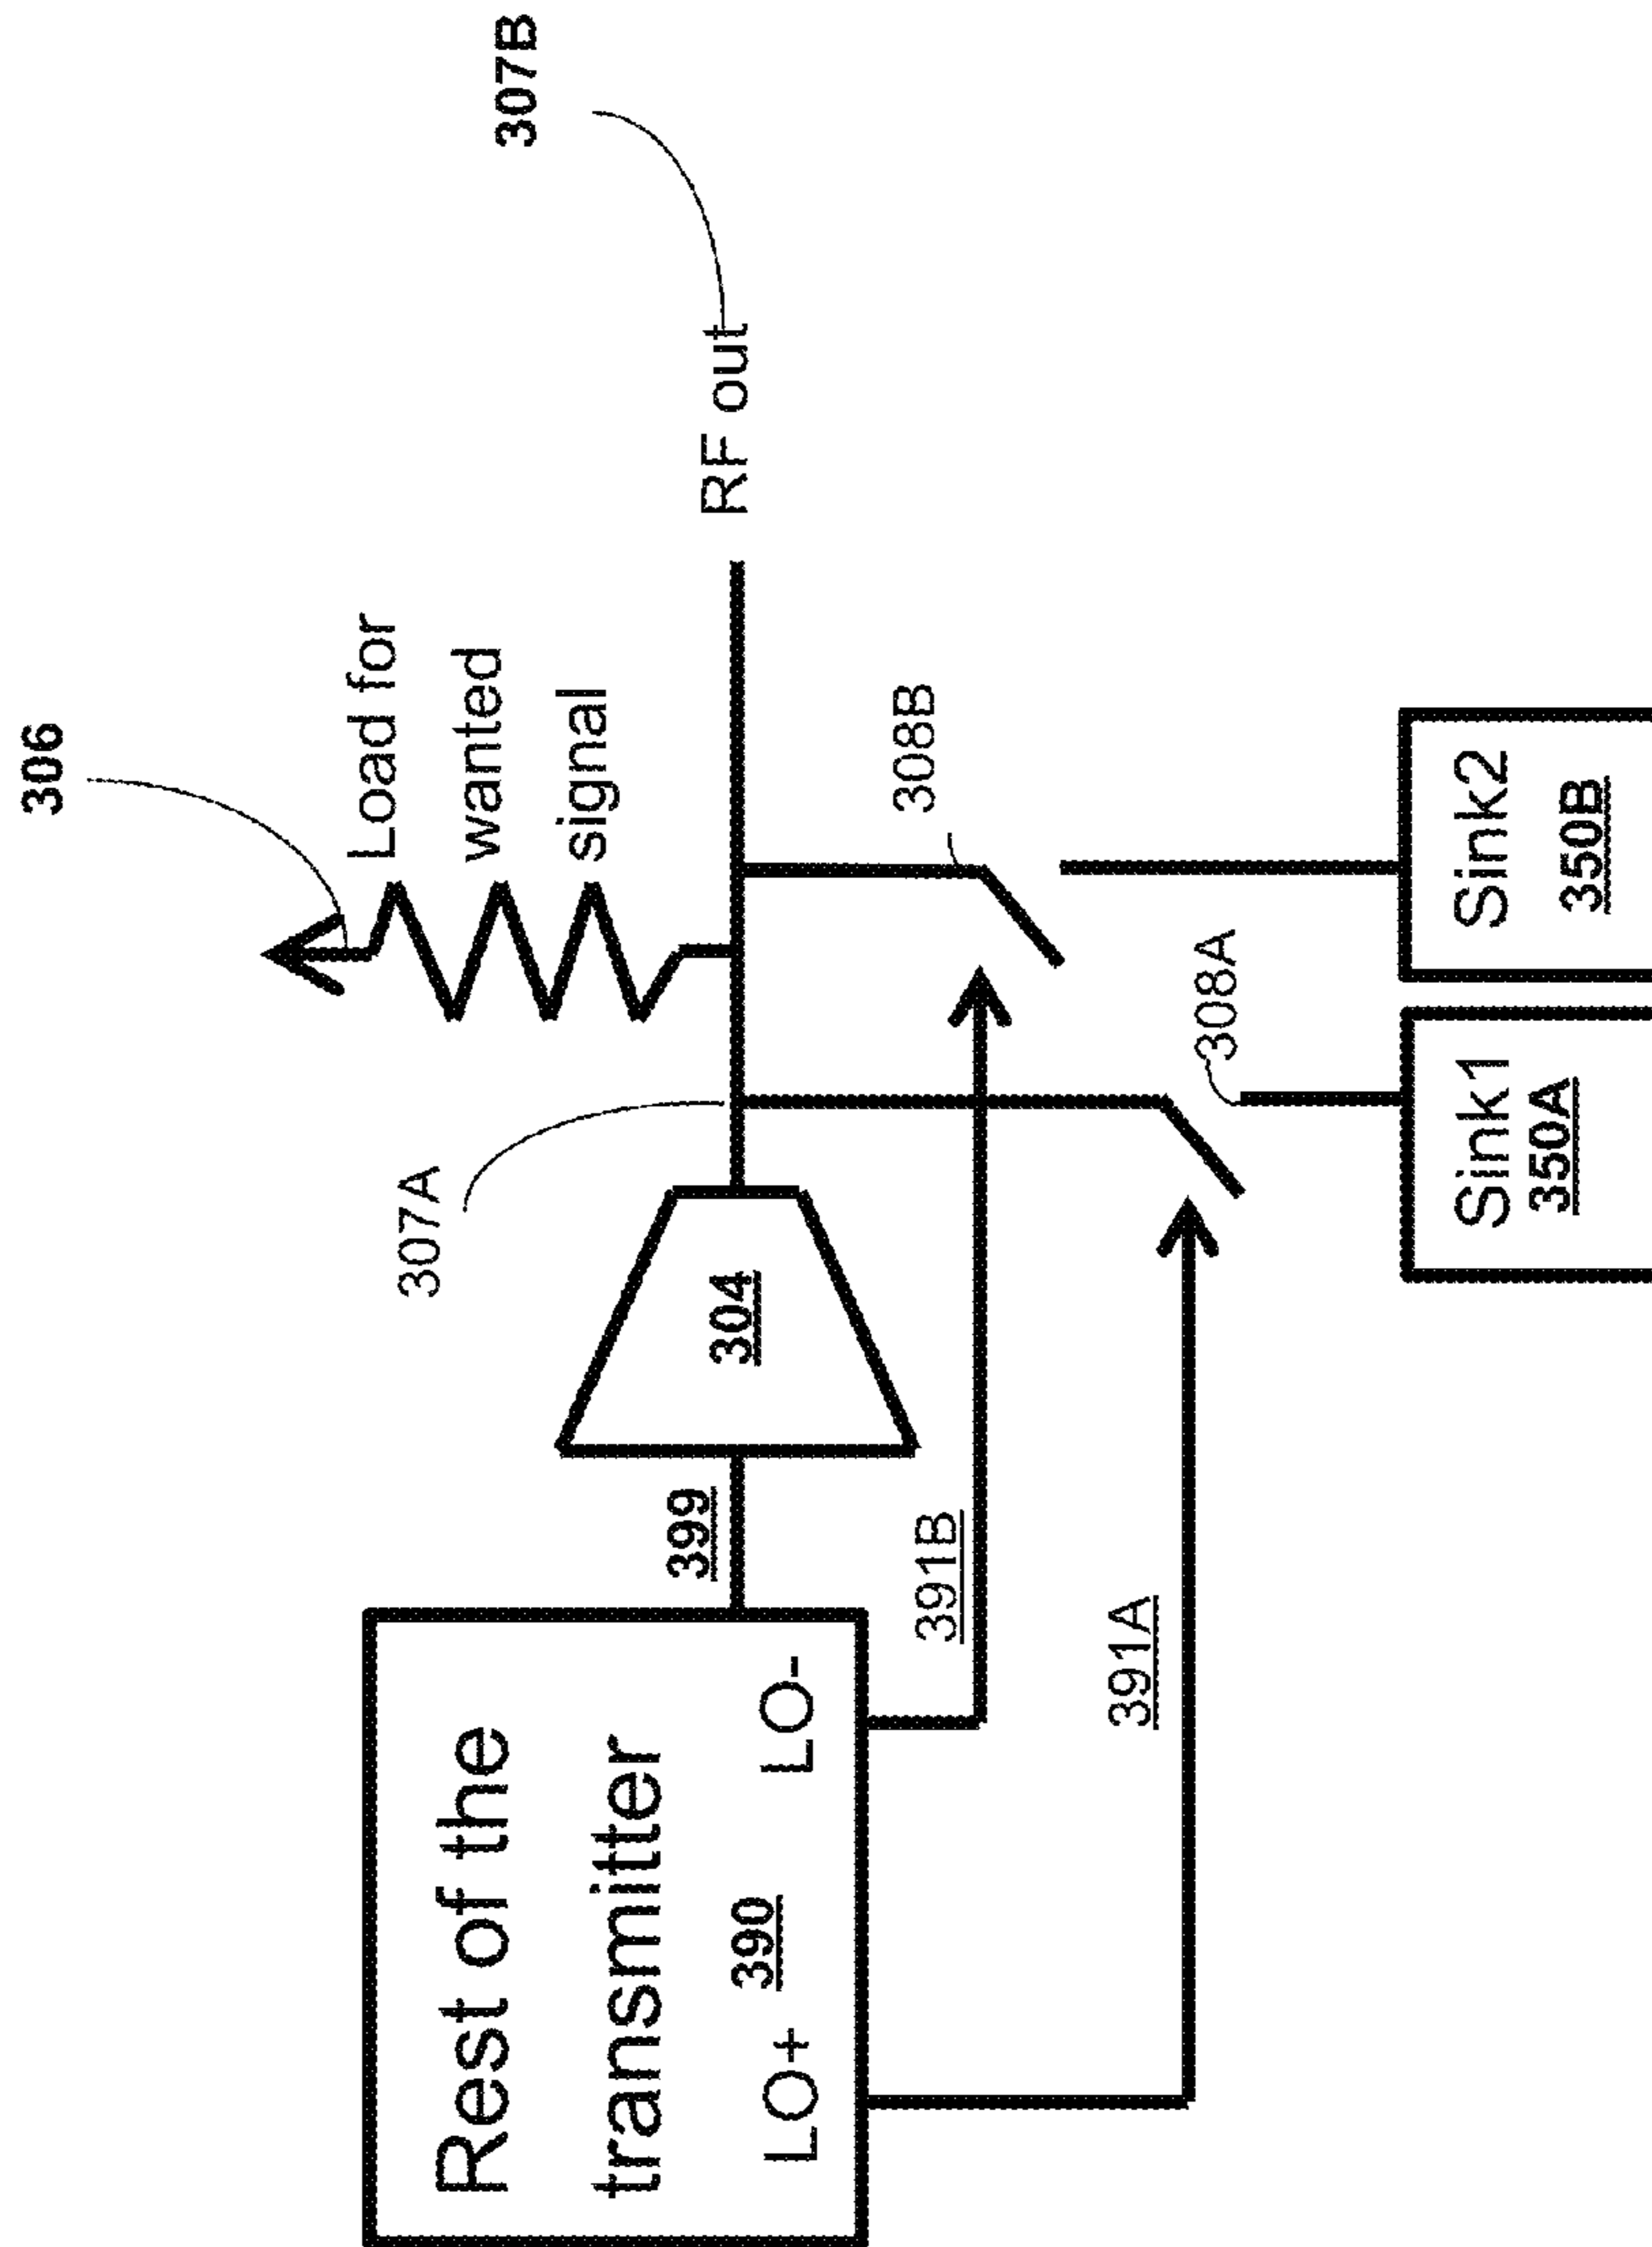 306
307B
Load for
wanted
signal
307A
RF out
399
304
Rest of the
transmitter
390
LO+
LO-
391B
308B
391A
308A
Sink1
350A
Sink2
350B